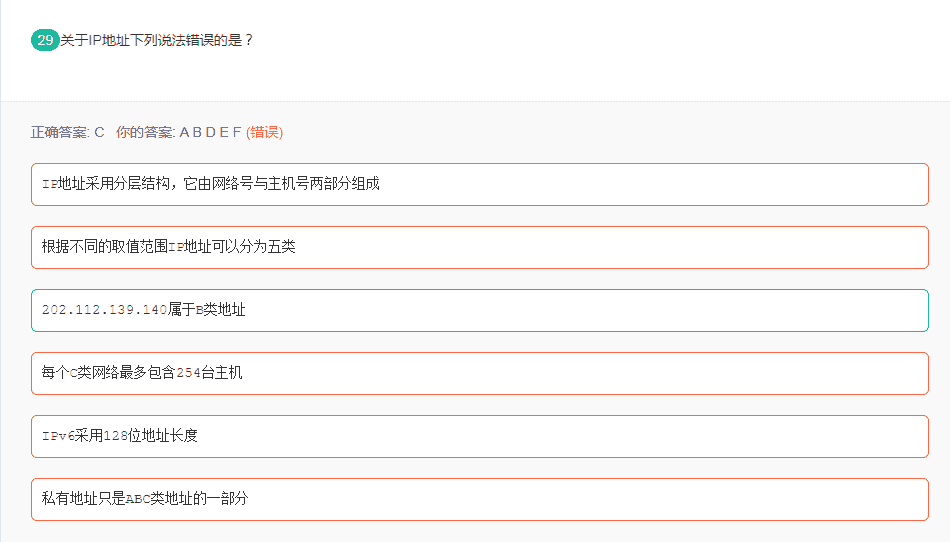 29 关于IP地址下列说法错误的是？
正确答案: C 你的答案: A B D E F (错误)
IP地址采用分层结构，它由网络号与主机号两部分组成
根据不同的取值范围IP地址可以分为五类
202.112.139.140属于B类地址
每个C类网络最多包含254台主机
IPv6采用128位地址长度
私有地址只是ABC类地址的一部分